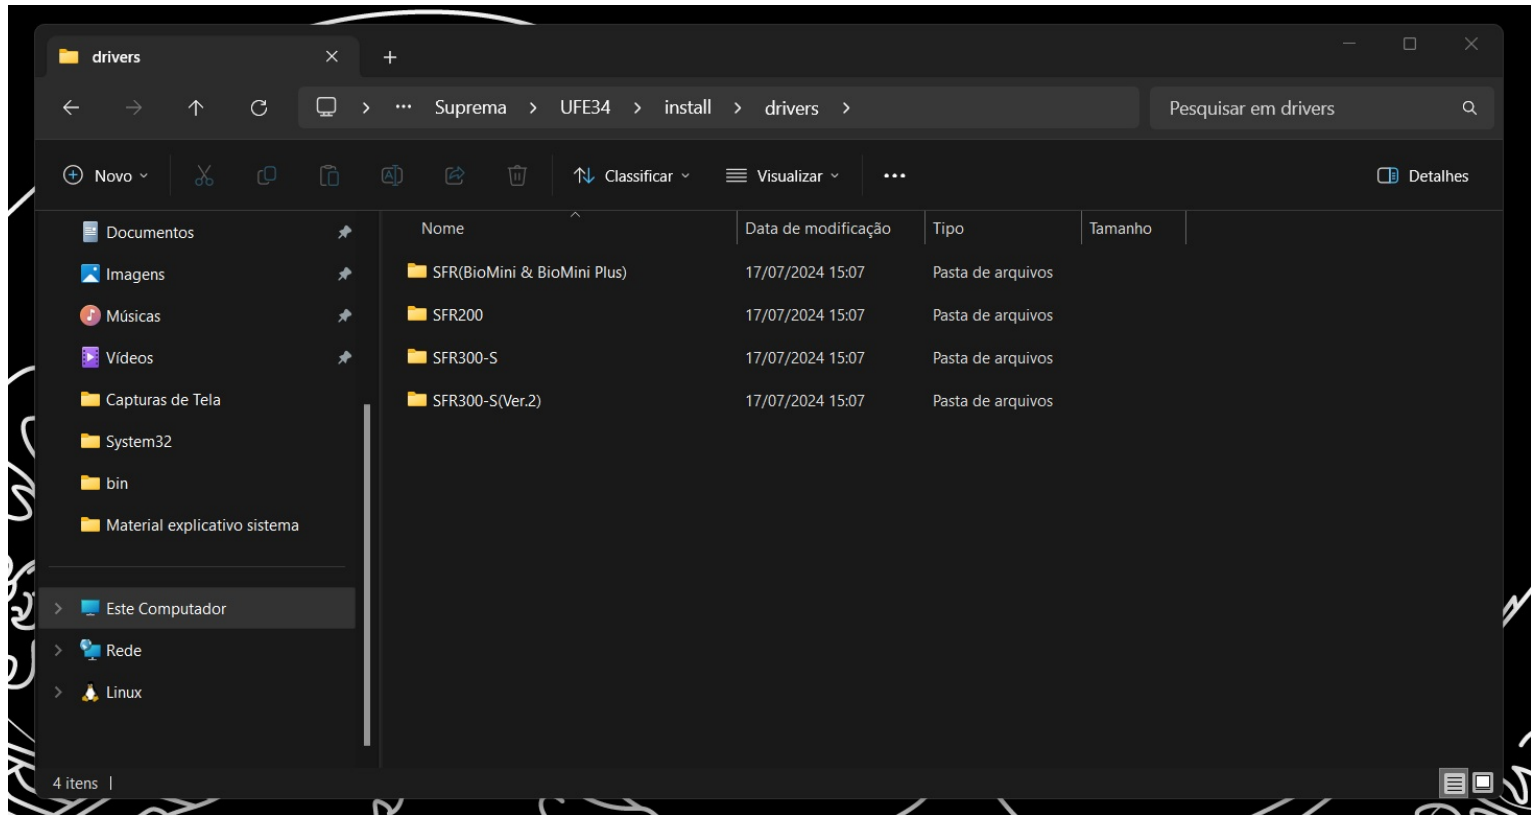 drivers
Suprema > UFE34 > install > drivers >
Pesquisar em drivers
Novo
Classificar
Visualizar
Detalhes
Documentos
Imagens
Músicas
Vídeos
Capturas de Tela
System32
bin
Material explicativo sistema
Este Computador
Rede
Linux
Nome Data de modificação Tipo Tamanho
SFR(BioMini & BioMini Plus) 17/07/2024 15:07 Pasta de arquivos
SFR200 17/07/2024 15:07 Pasta de arquivos
SFR300-S 17/07/2024 15:07 Pasta de arquivos
SFR300-S(Ver.2) 17/07/2024 15:07 Pasta de arquivos
4 itens